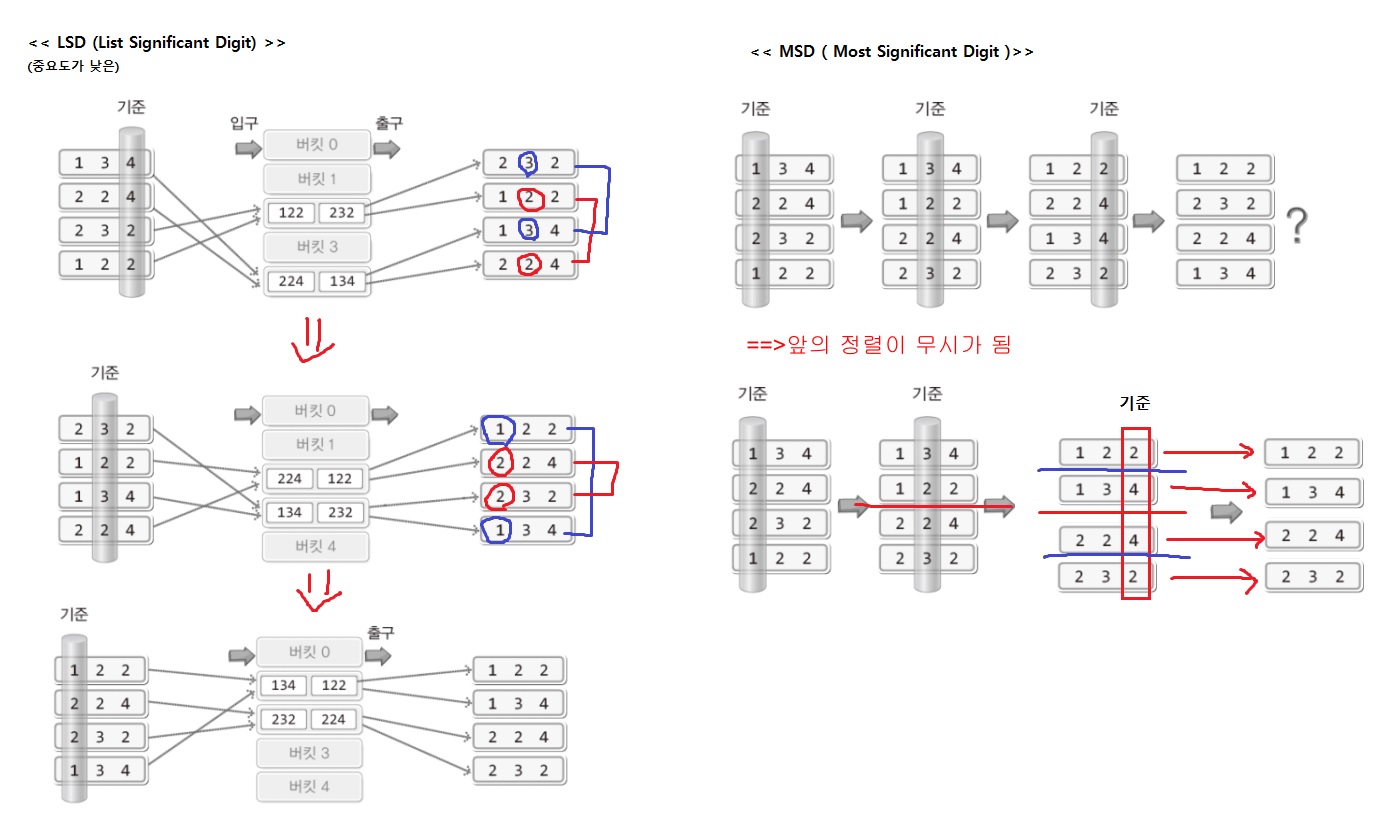 << LSD (List Significant Digit) >>
(중요도가 낮은)
기준
입구
출구
1 3 4
2 2 4
2 3 2
1 2 2
버킷 0
버킷 1
122 232
버킷 3
224 134
2 3 2
1 2 2
1 3 4
2 2 4
기준
2 3 2
1 2 2
1 3 4
2 2 4
버킷 0
버킷 1
224 122
134 232
버킷 4
1 2 2
2 2 4
2 3 2
1 3 4
기준
출구
1 2 2
2 2 4
2 3 2
1 3 4
버킷 0
134 122
232 224
버킷 3
버킷 4
1 2 2
1 3 4
2 2 4
2 3 2
<< MSD ( Most Significant Digit )>>
기준 기준 기준
1 3 4 1 3 4 1 2 2 1 2 2
2 2 4 1 2 2 2 2 4 2 3 2
2 3 2 2 2 4 1 3 4 2 2 4
1 2 2 2 3 2 2 3 2 1 3 4
?
==>앞의 정렬이 무시가 됨
기준 기준 기준
1 3 4 1 3 4 1 2 2 1 2 2
2 2 4 1 2 2 1 3 4 1 3 4
2 3 2 2 2 4 2 2 4 2 2 4
1 2 2 2 3 2 2 3 2 2 3 2